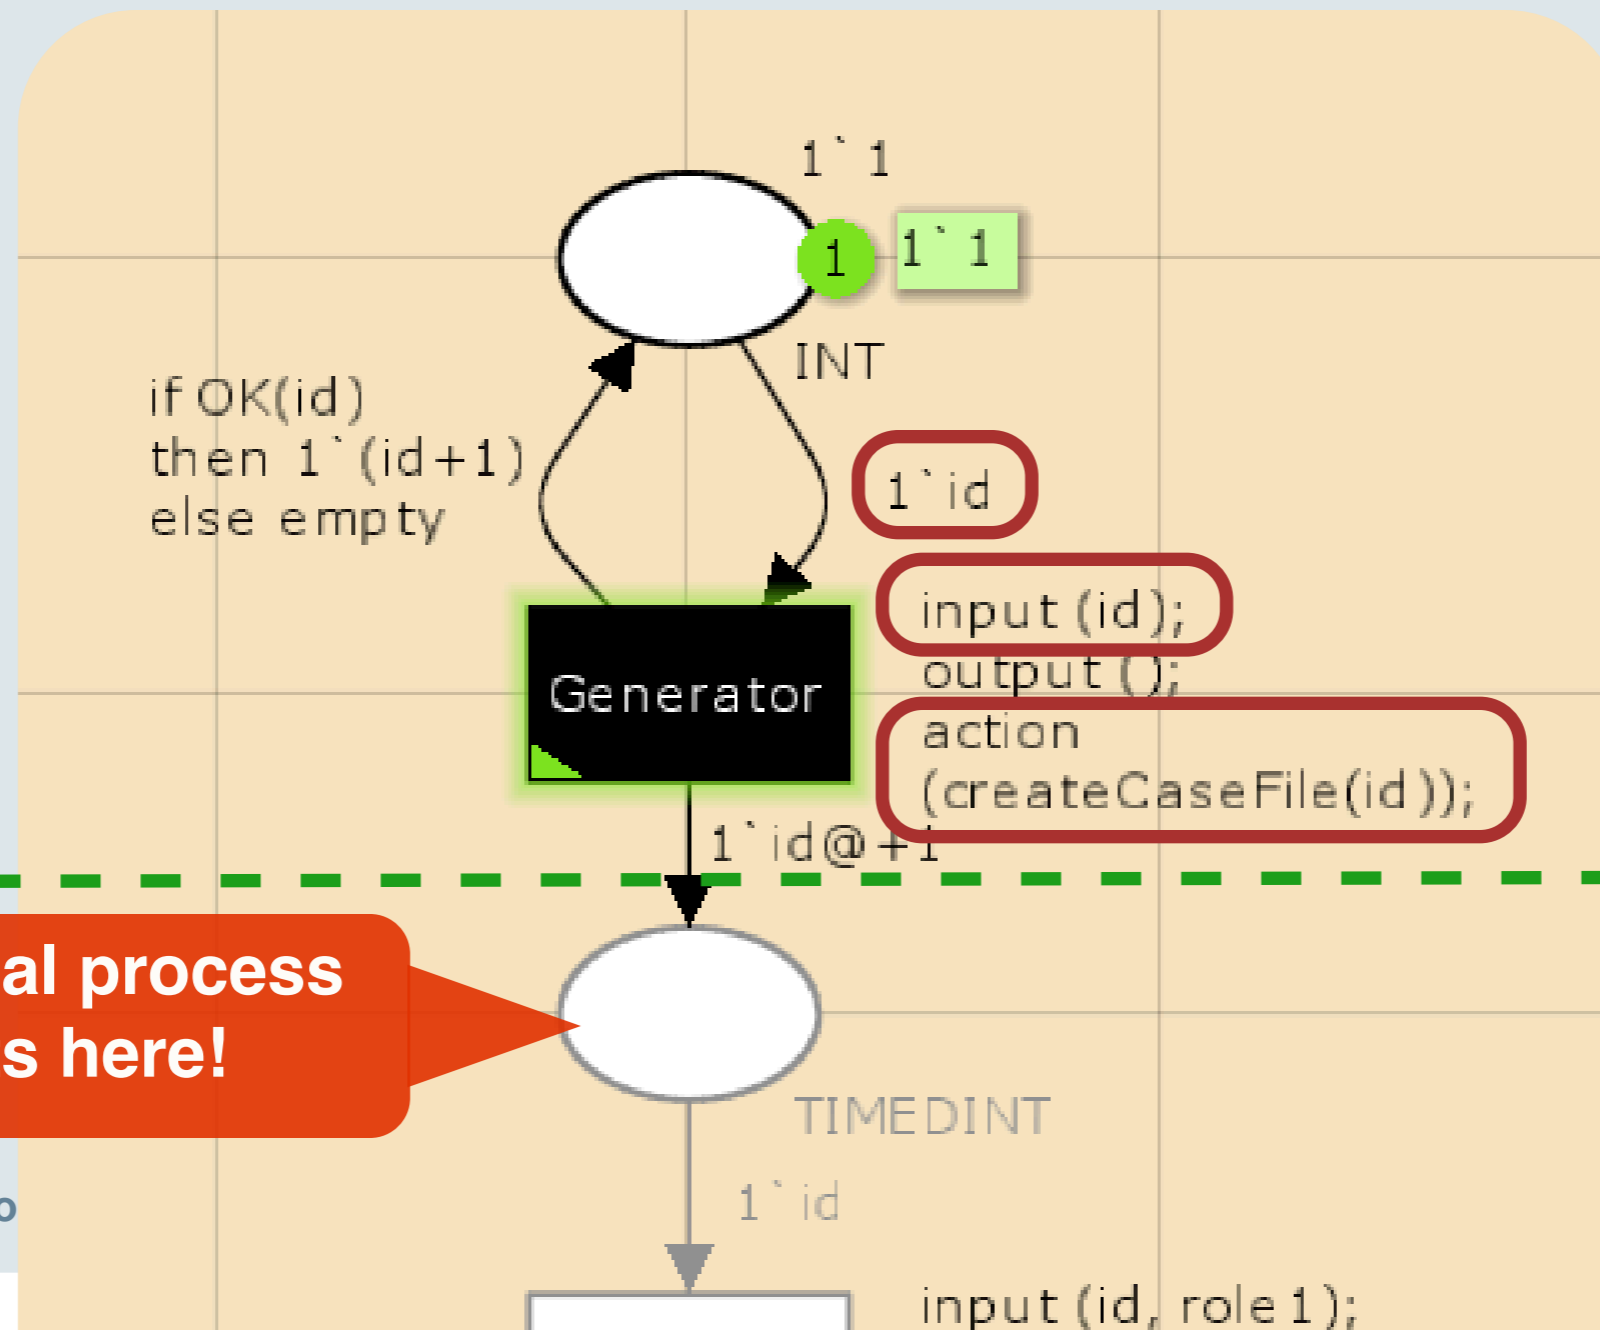 1`1
1
1`1
INT
if OK(id)
then 1`(id+1)
else empty
1`id
input (id);
output ();
action
(createCaseFile(id));
Generator
1`id@+1
al process
s here!
TIMEDINT
1`id
o
input (id, role1);